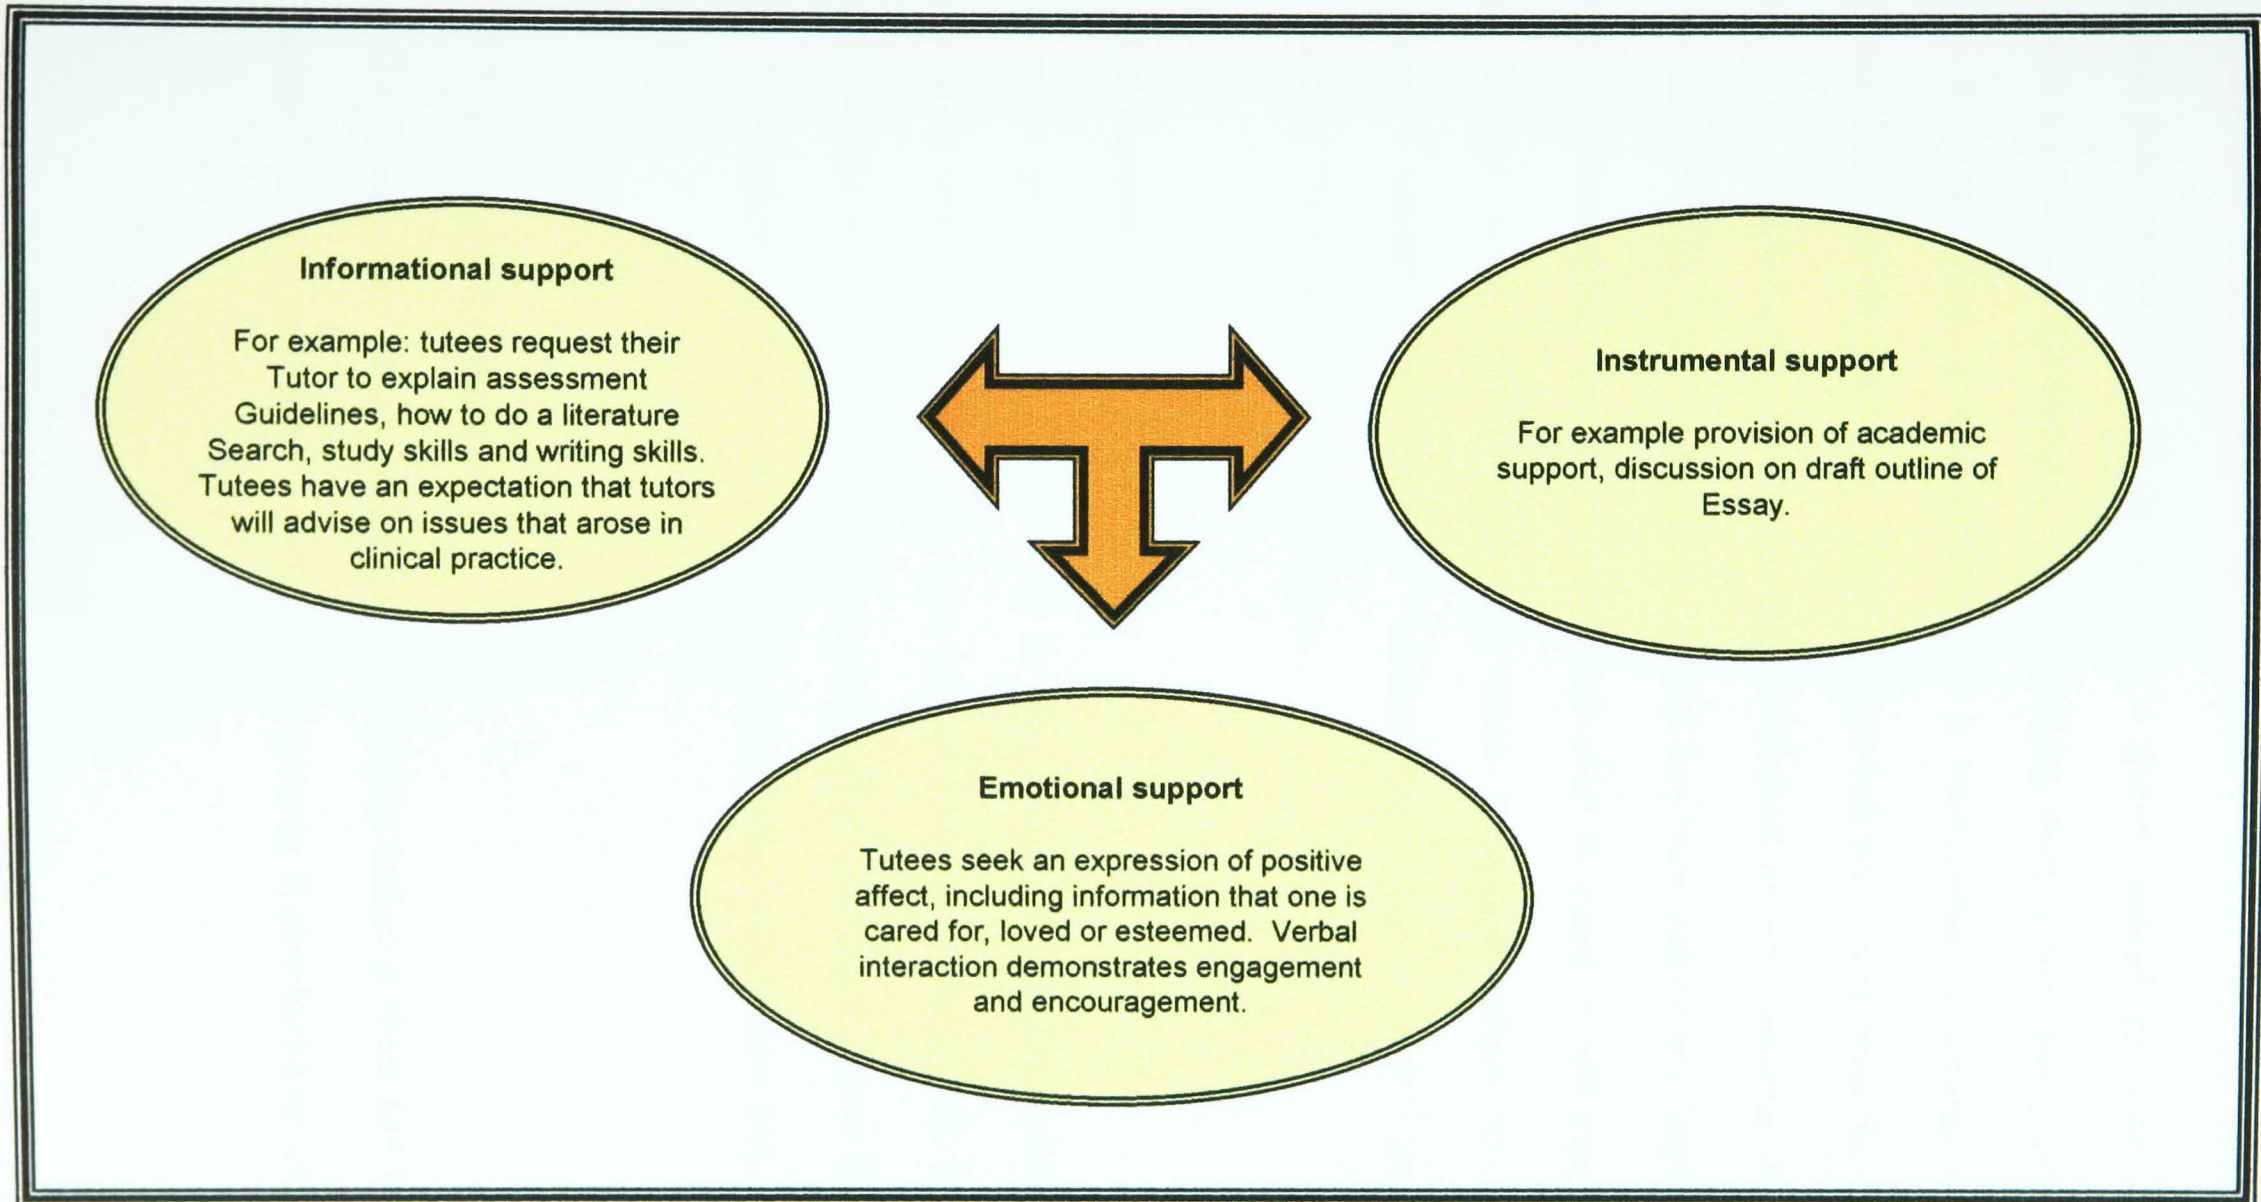 Informational support
For example: tutees request their
Tutor to explain assessment
Guidelines, how to do a literature
Search, study skills and writing skills.
Tutees have an expectation that tutors
will advise on issues that arose in
clinical practice.
Instrumental support
For example provision of academic
support, discussion on draft outline of
Essay.
Emotional support
Tutees seek an expression of positive
affect, including information that one is
cared for, loved or esteemed.  Verbal
interaction demonstrates engagement
and encouragement.